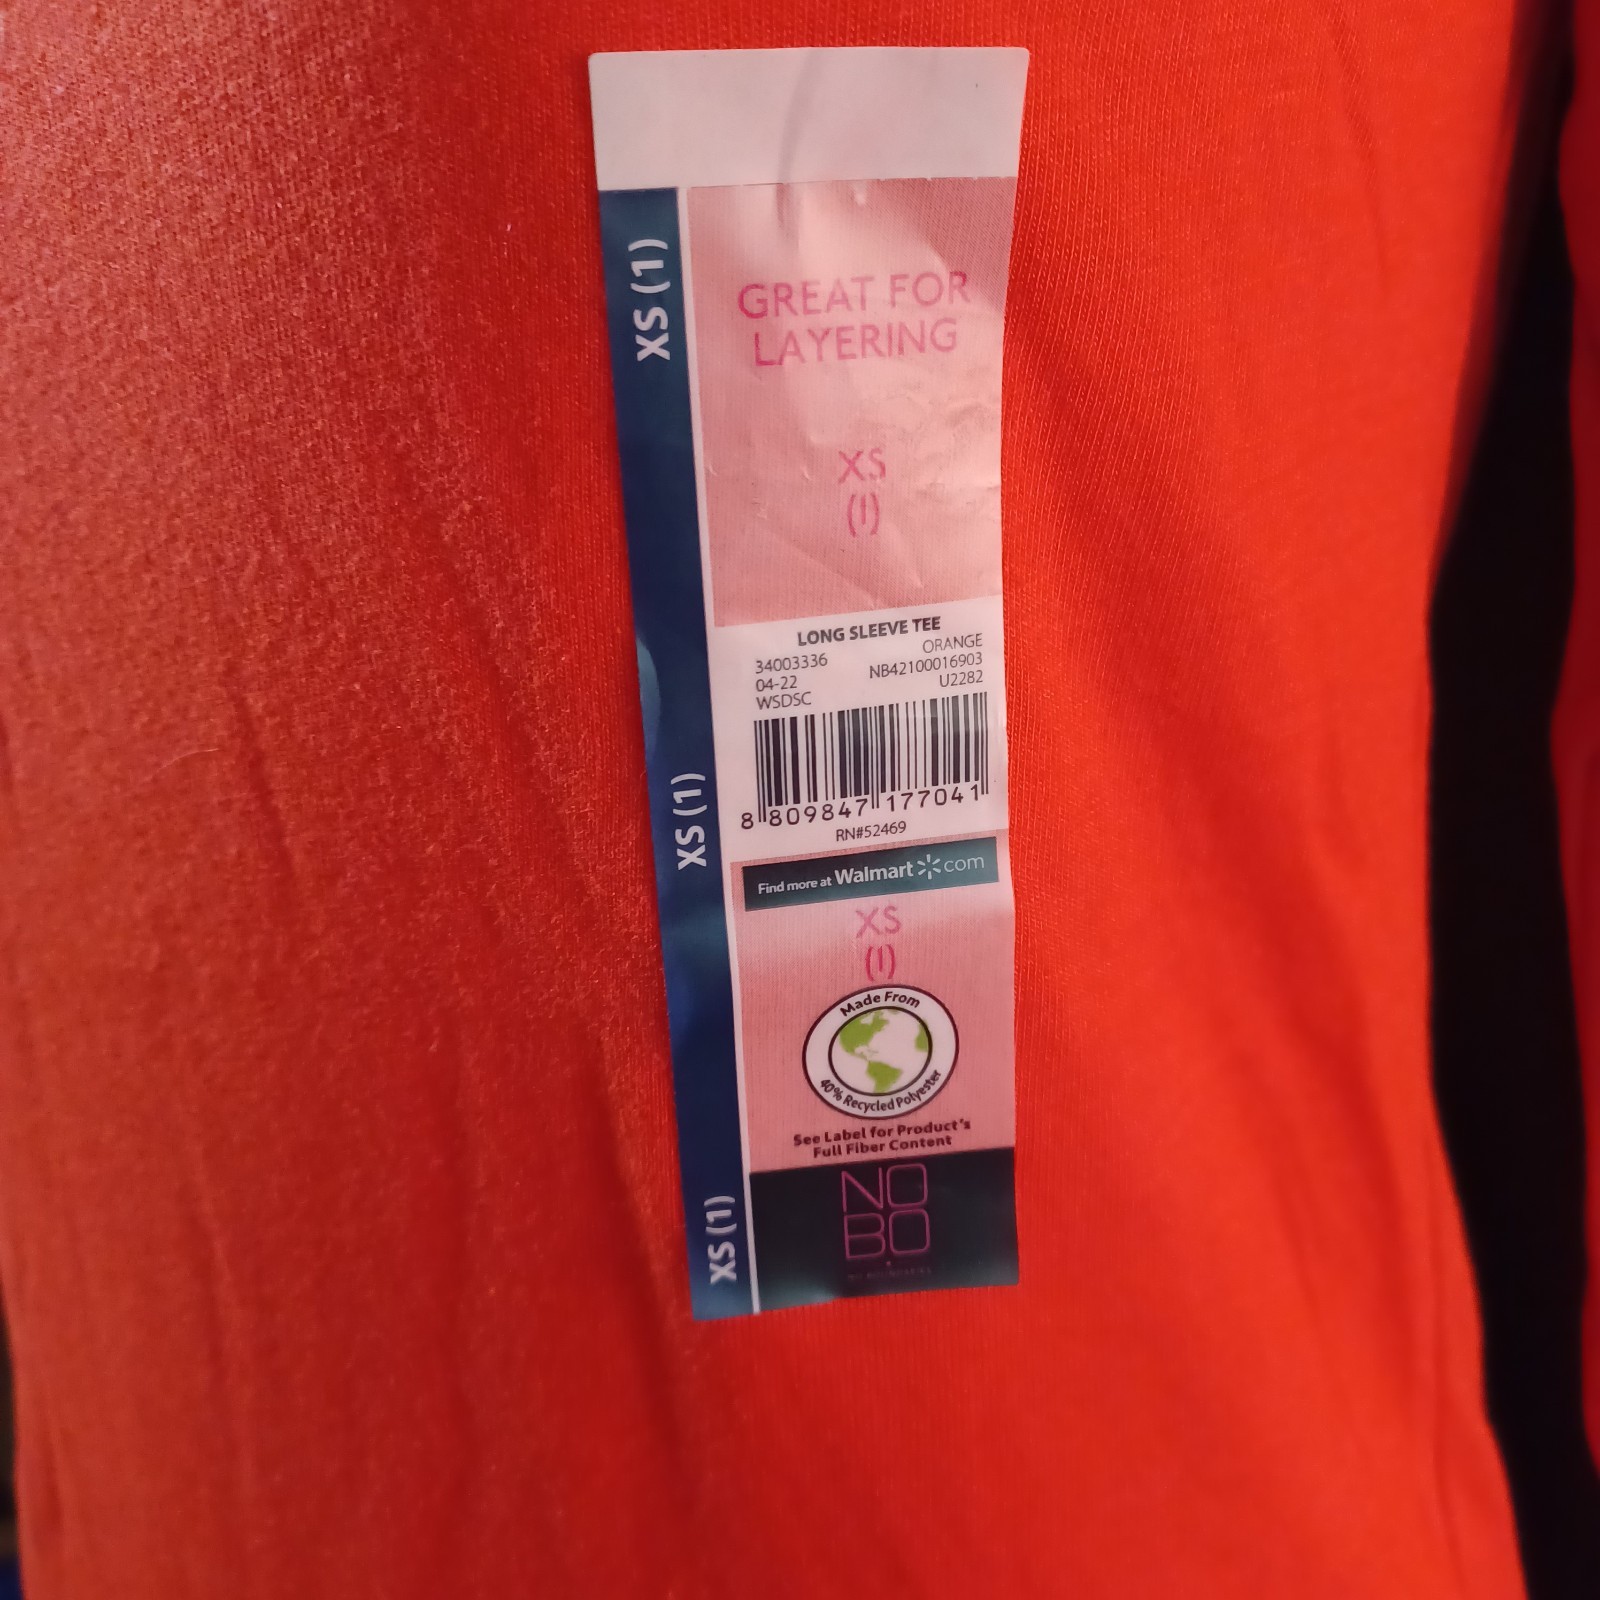 XS (1)
GREAT FOR
LAYERING
XS
(1)
LONG SLEEVE TEE
34003336 ORANGE
04-22 NB42100016903
WSDSC U2282
8 809847 177041
RN#52469
XS (1)
Find more at Walmart com
XS
(1)
Made From
40% Recycled Polyester
See Label for Product's
Full Fiber Content
XS (1)
NO
BO